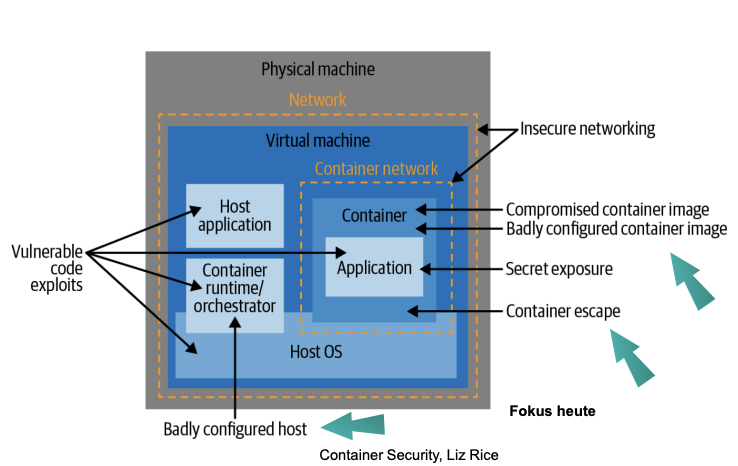 Physical machine
Network
Virtual machine
Insecure networking
Container network
Host
application
Container
Compromised container image
Badly configured container image
Vulnerable
code
exploits
Container
runtime/
orchestrator
Application
Secret exposure
Container escape
Host OS
Fokus heute
Badly configured host
Container Security, Liz Rice